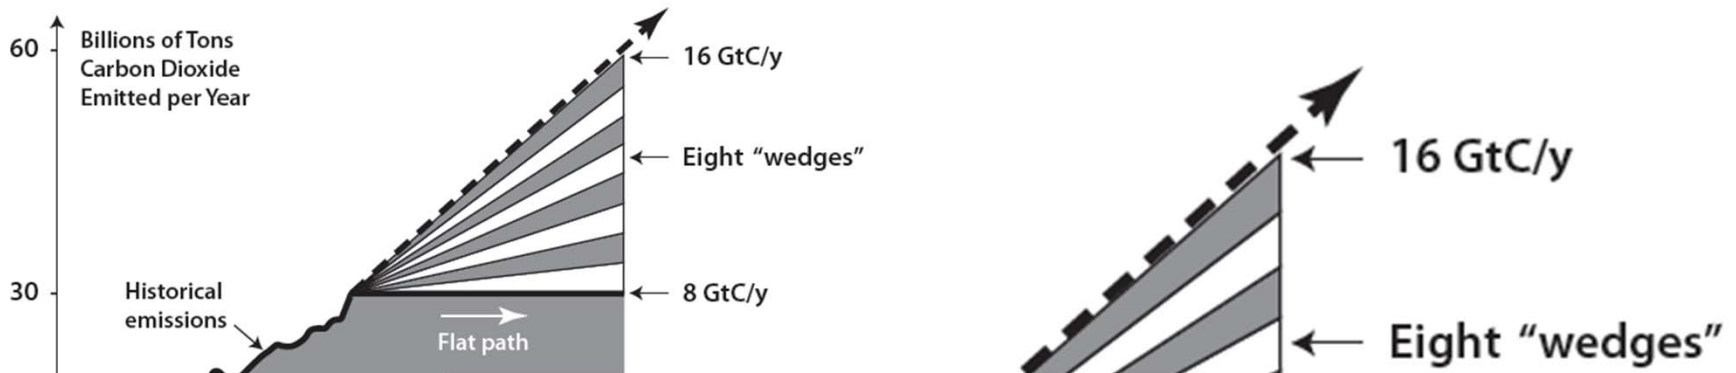 60
Billions of Tons
Carbon Dioxide
Emitted per Year
16 GtC/y
Eight “wedges”
30
Historical
emissions
8 GtC/y
Flat path
16 GtC/y
Eight “wedges”